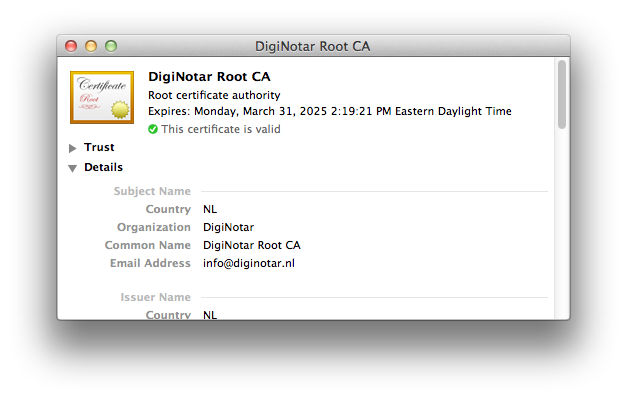 DigiNotar Root CA
Certificate
Root
DigiNotar Root CA
Root certificate authority
Expires: Monday, March 31, 2025 2:19:21 PM Eastern Daylight Time
This certificate is valid
Trust
Details
Subject Name
Country NL
Organization DigiNotar
Common Name DigiNotar Root CA
Email Address info@diginotar.nl
Issuer Name
Country NL